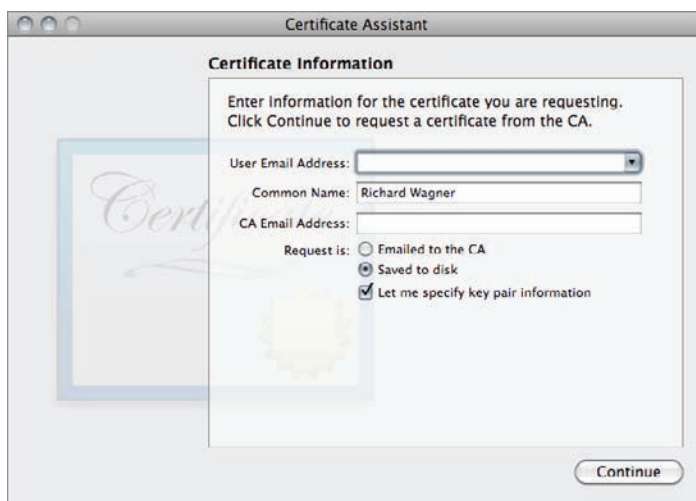 Certificate Assistant
Certificate Information
Enter information for the certificate you are requesting.
Click Continue to request a certificate from the CA.
User Email Address:
Common Name: Richard Wagner
CA Email Address:
Request is: Emailed to the CA
Saved to disk
Let me specify key pair information
Certificate
Continue